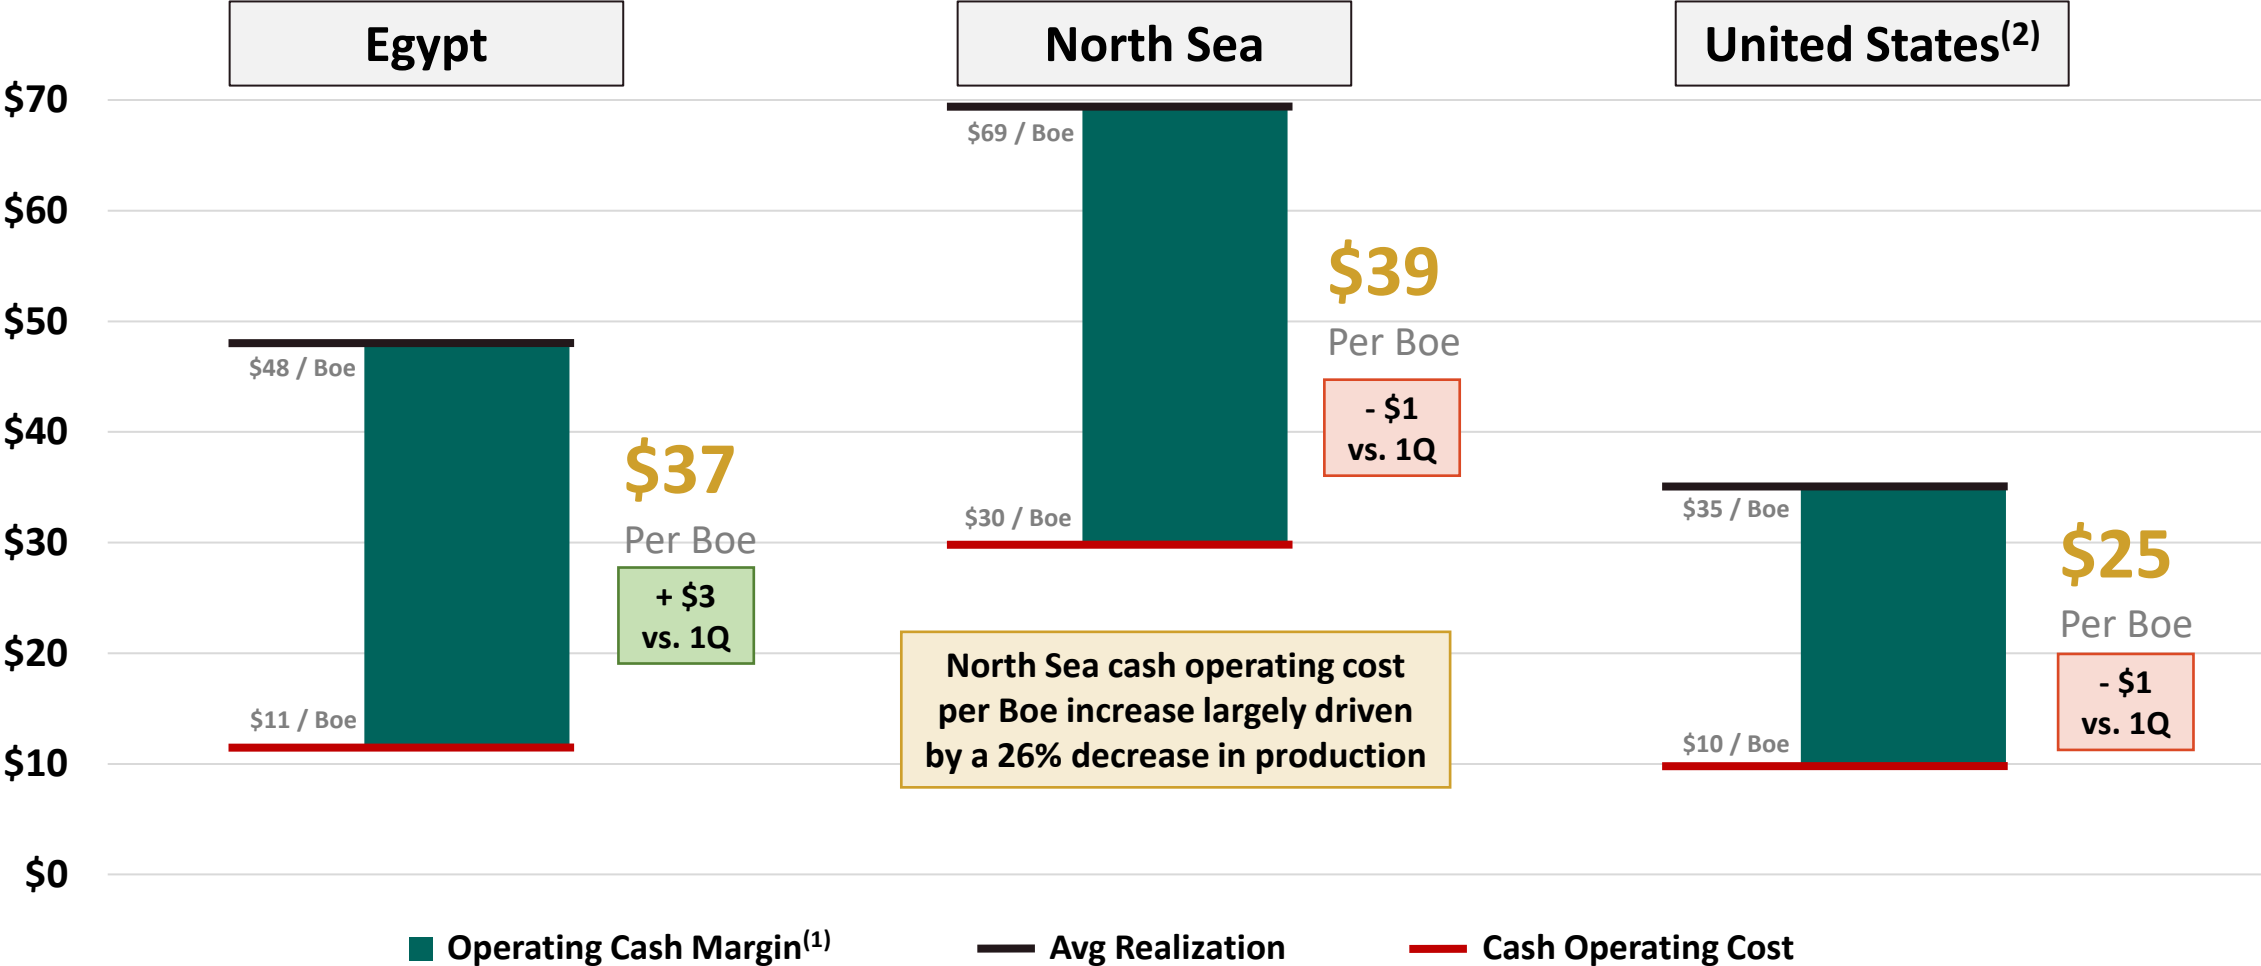 Egypt
North Sea
United States(2)
$70
$60
$50
$40
$30
$20
$10
$0
$48 / Boe
$11 / Boe
$37
Per Boe
+ $3
vs. 1Q
$69 / Boe
$30 / Boe
$39
Per Boe
- $1
vs. 1Q
North Sea cash operating cost
per Boe increase largely driven
by a 26% decrease in production
$35 / Boe
$10 / Boe
$25
Per Boe
- $1
vs. 1Q
Operating Cash Margin(1)
Avg Realization
Cash Operating Cost